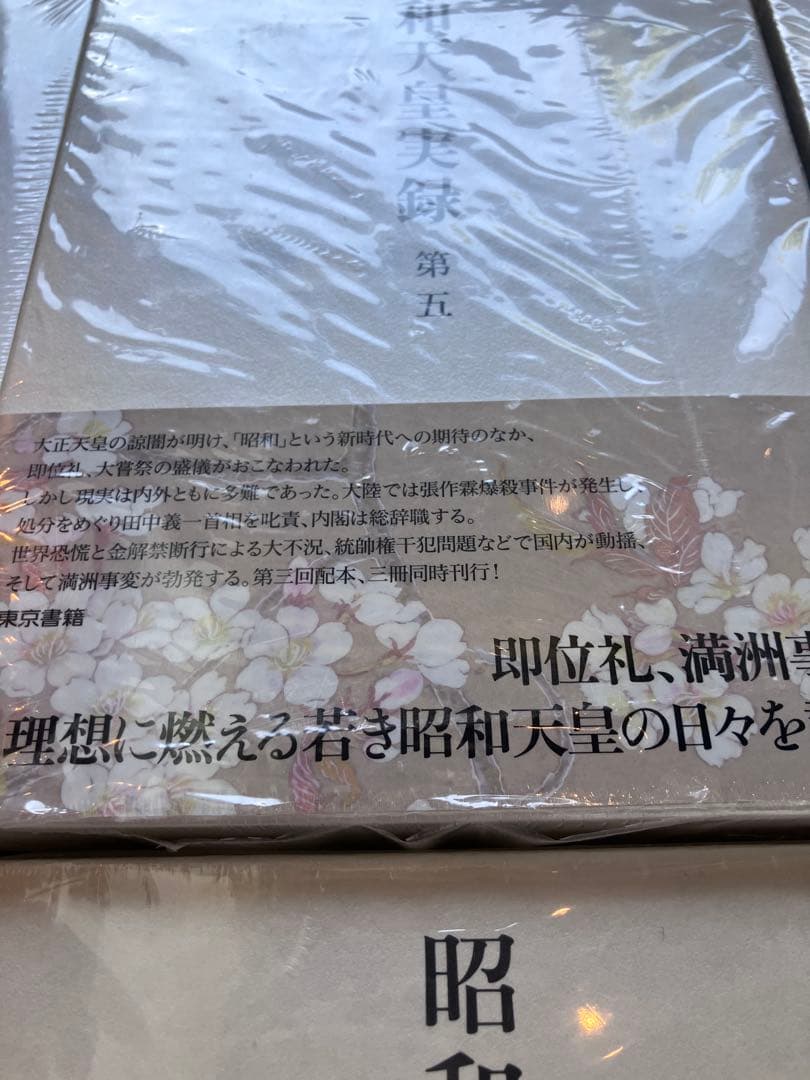 和天皇実録
第五
大正天皇の諒闇が明け、「昭和」という新時代への期待のなか、
即位礼、大嘗祭の盛儀がおこなわれた。
しかし現実は内外ともに多難であった。大陸では張作霖爆殺事件が発生し、
処分をめぐり田中義一首相を叱責、内閣は総辞職する。
世界恐慌と金解禁断行による大不況、統帥権干犯問題などで国内が動揺、
そして満洲事変が勃発する。第三回配本、三冊同時刊行!
東京書籍
即位礼、満洲事
理想に燃える若き昭和天皇の日々を
昭
和